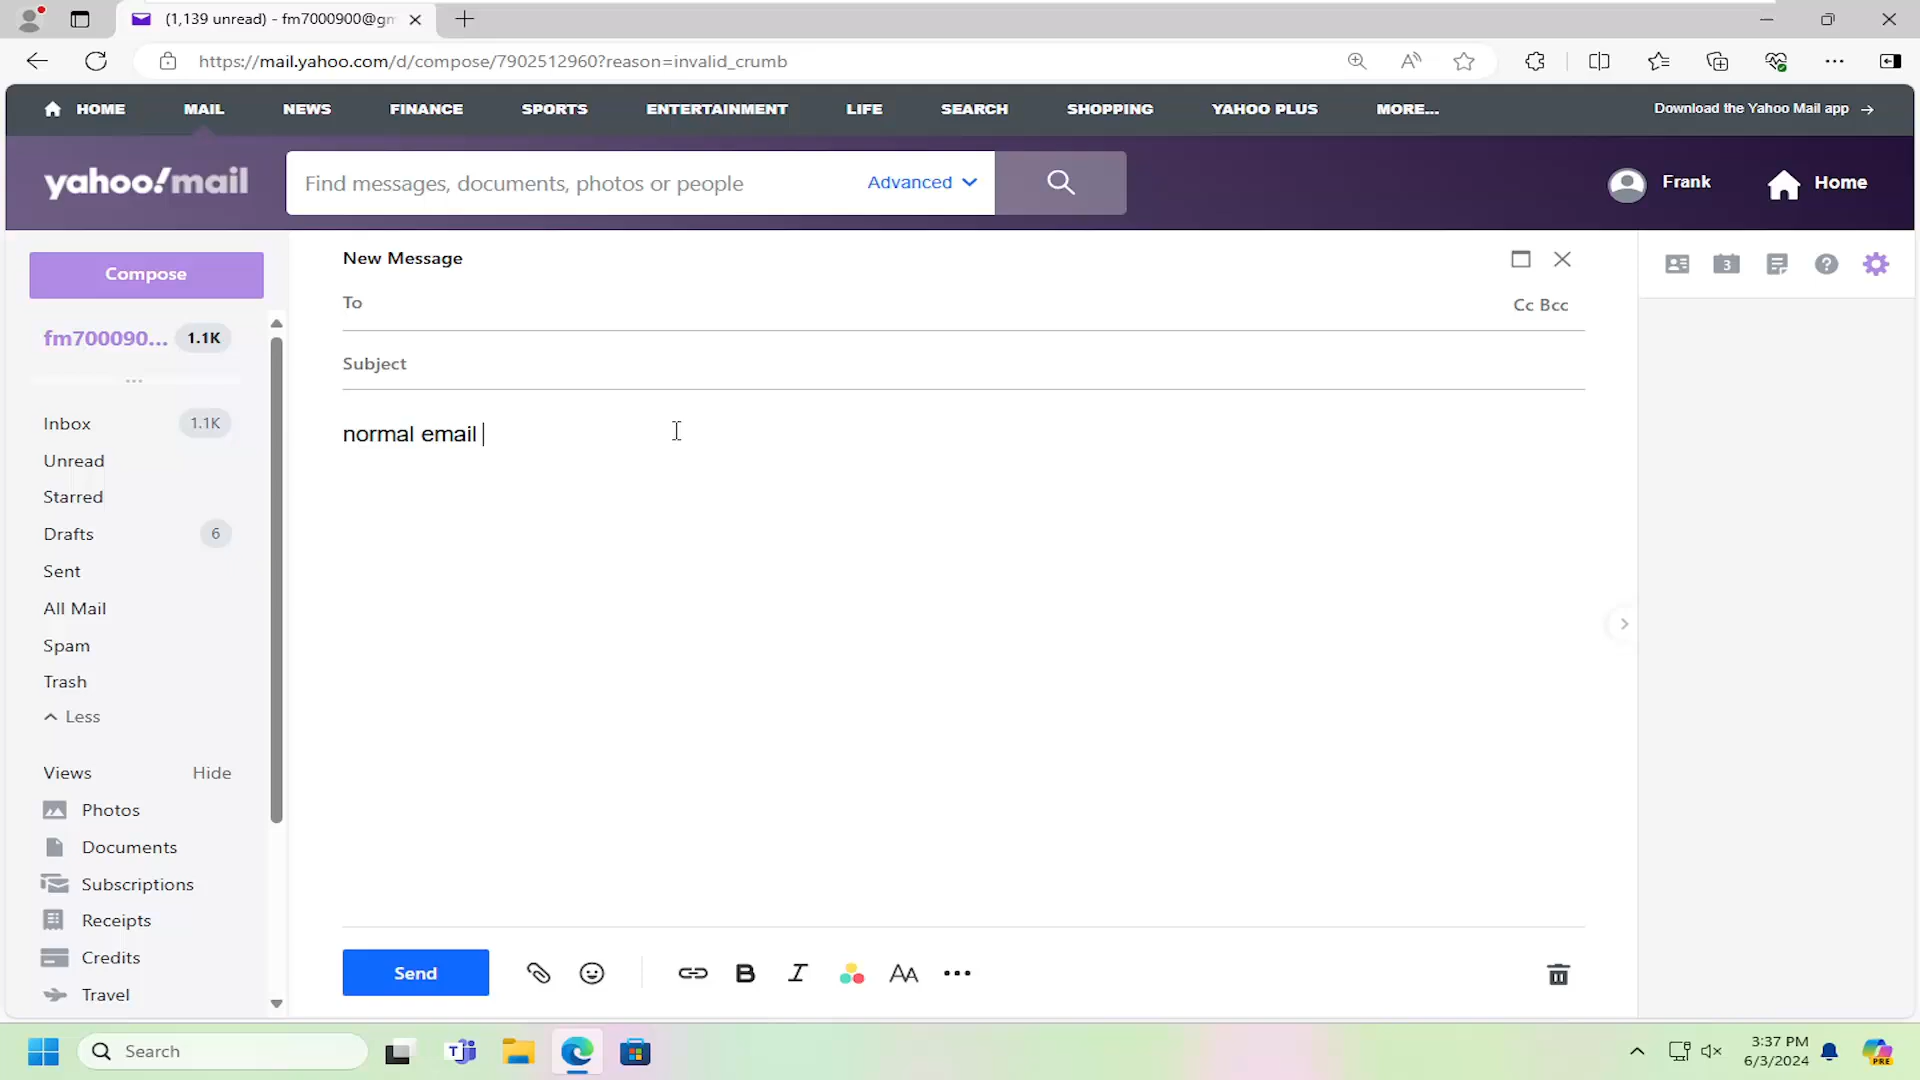 (1,139 unread) - fm7000900@gm
https://mail.yahoo.com/d/compose/7902512960?reason=invalid_crumb
HOME MAIL NEWS FINANCE SPORTS ENTERTAINMENT LIFE SEARCH SHOPPING YAHOO PLUS MORE... Download the Yahoo Mail app →
yahoo!mail Find messages, documents, photos or people Advanced Frank Home
Compose
New Message
To Cc Bcc
Subject
normal email
fm700090... 1.1K
...
Inbox 1.1K
Unread
Starred
Drafts 6
Sent
All Mail
Spam
Trash
Less
Views Hide
Photos
Documents
Subscriptions
Receipts
Credits
Travel
3
Send B I AA
Search
3:37 PM
6/3/2024
PRE